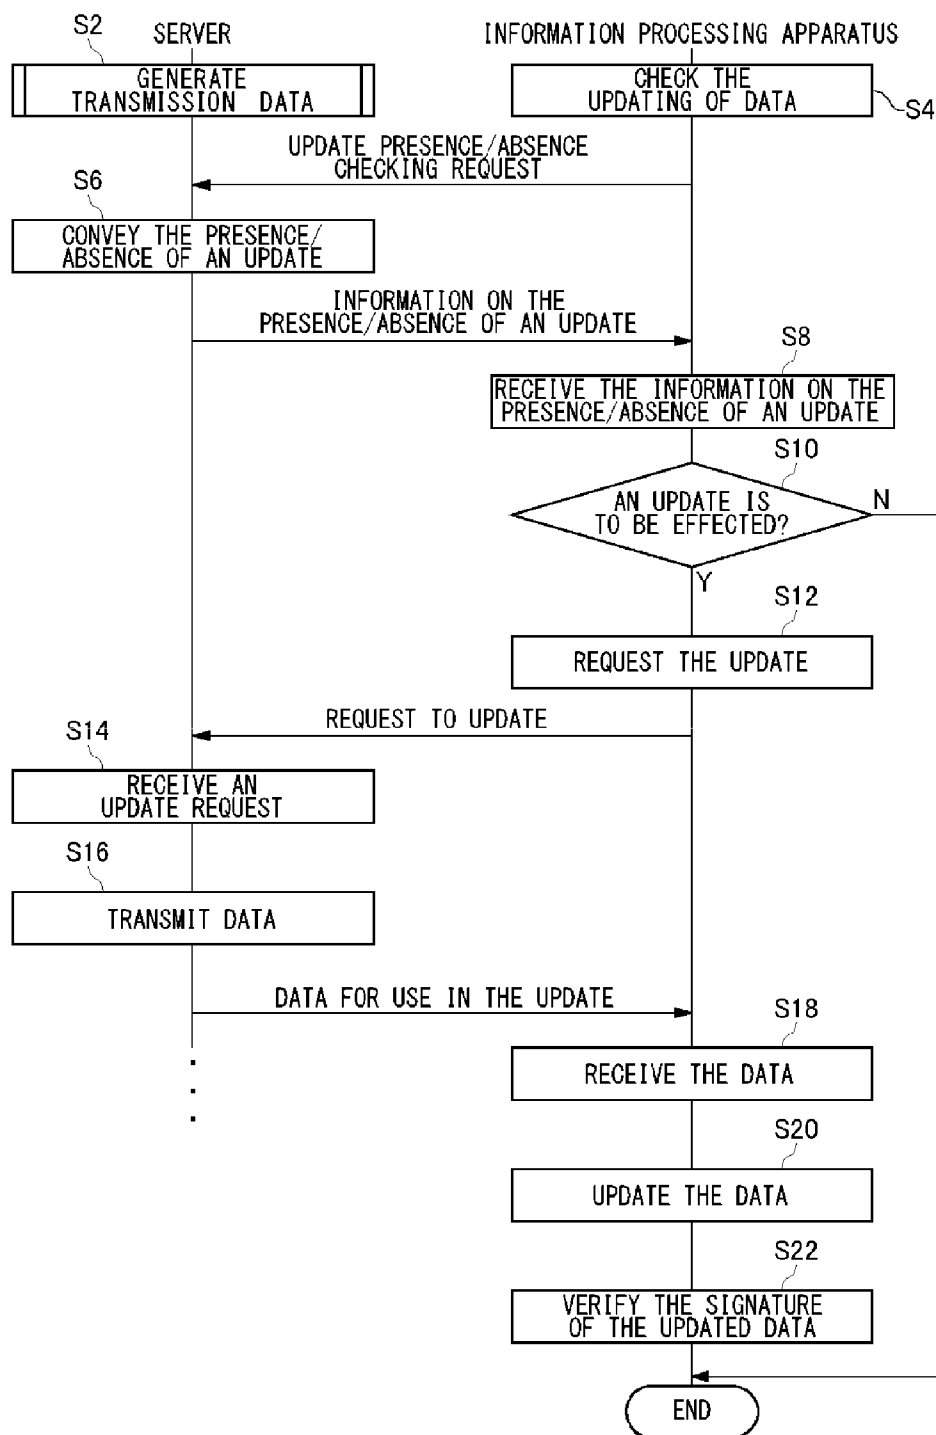 S2
SERVER
INFORMATION PROCESSING APPARATUS
GENERATE
TRANSMISSION DATA
CHECK THE
UPDATING OF DATA
S4
UPDATE PRESENCE/ABSENCE
CHECKING REQUEST
S6
CONVEY THE PRESENCE/
ABSENCE OF AN UPDATE
INFORMATION ON THE
PRESENCE/ABSENCE OF AN UPDATE
S8
RECEIVE THE INFORMATION ON THE
PRESENCE/ABSENCE OF AN UPDATE
S10
AN UPDATE IS
TO BE EFFECTED?
N
Y
S12
REQUEST THE UPDATE
REQUEST TO UPDATE
S14
RECEIVE AN
UPDATE REQUEST
S16
TRANSMIT DATA
DATA FOR USE IN THE UPDATE
S18
RECEIVE THE DATA
S20
UPDATE THE DATA
S22
VERIFY THE SIGNATURE
OF THE UPDATED DATA
END